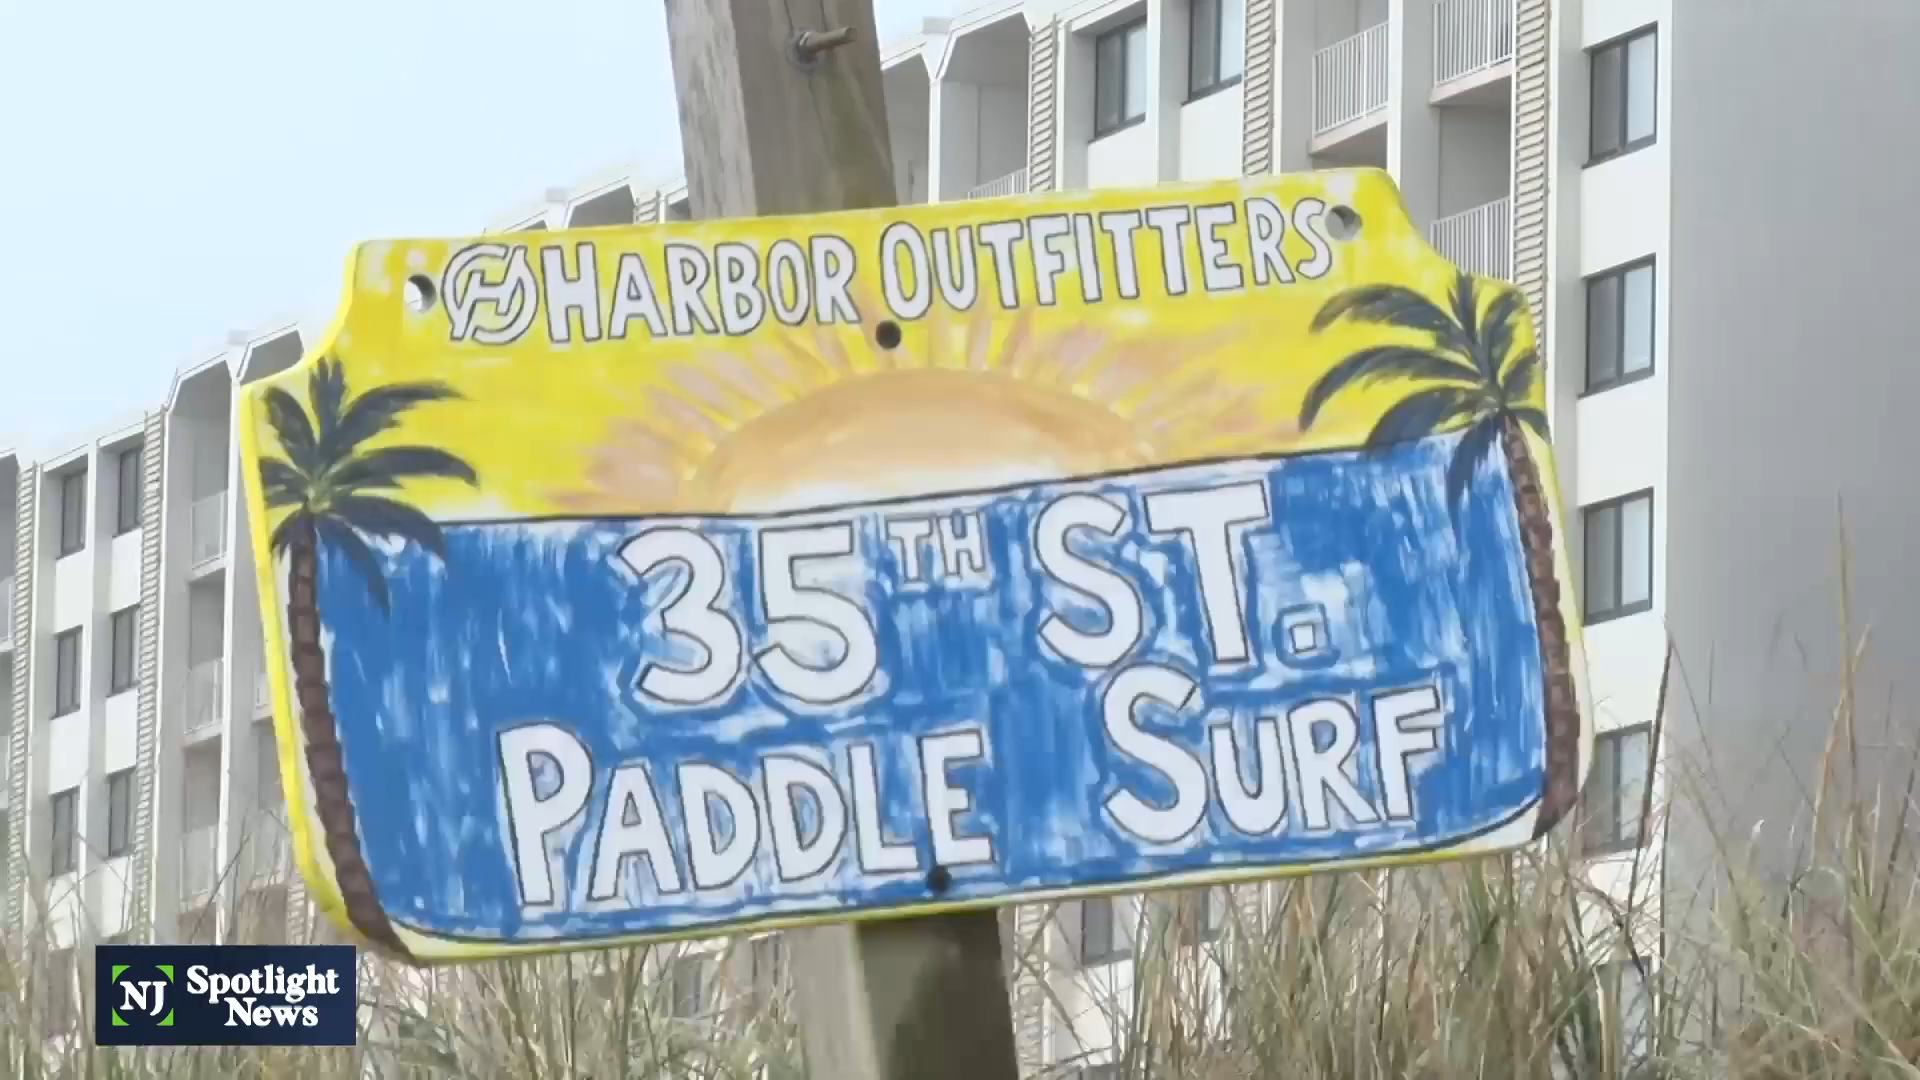 HARBOR OUTFITTERS
35TH ST.
PADDLE SURF
NJ Spotlight
News